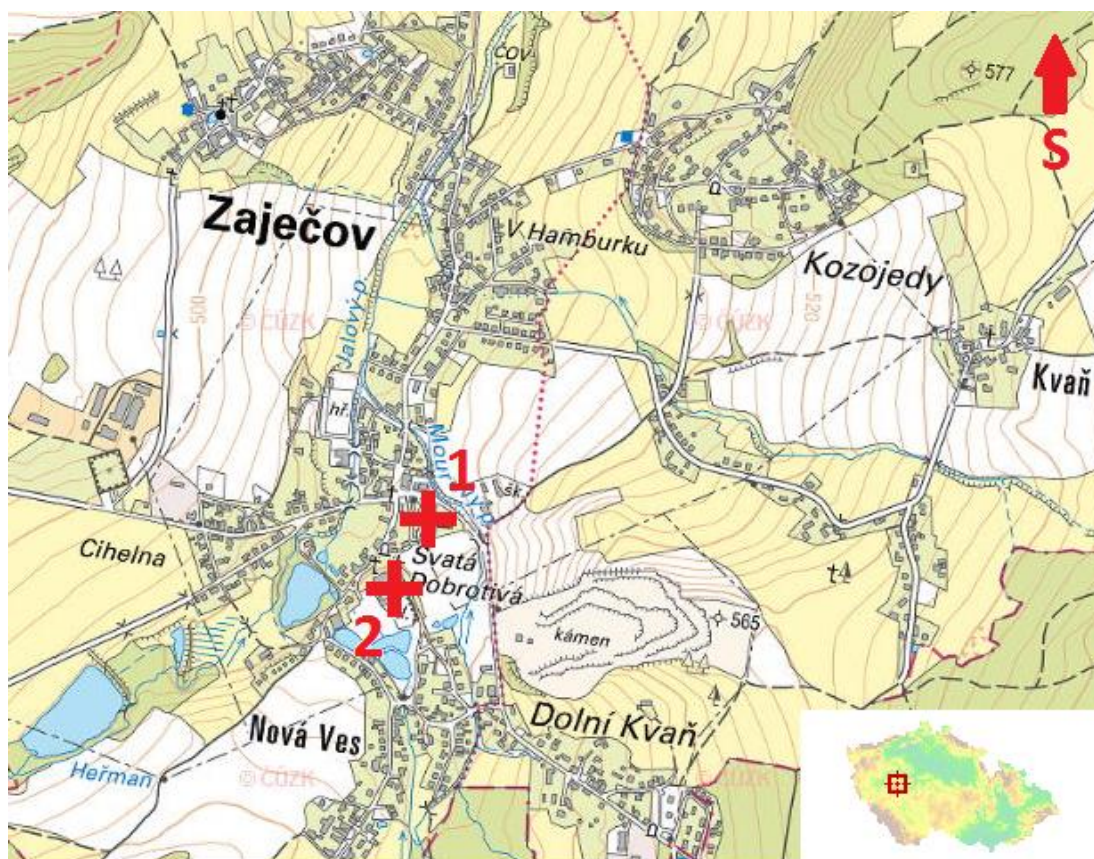 ČOV
577
S
Zaječov
V Hamburku
Kozojedy
500
520
© ČÚZK
© ČÚZK
Jalový p.
Kvaň
hř.
1
šk.
Cihelna
Svatá
Dobrotivá
565
kámen
2
Nová Ves
Dolní Kvaň
Heřman
© ČÚZK
© ČÚZK